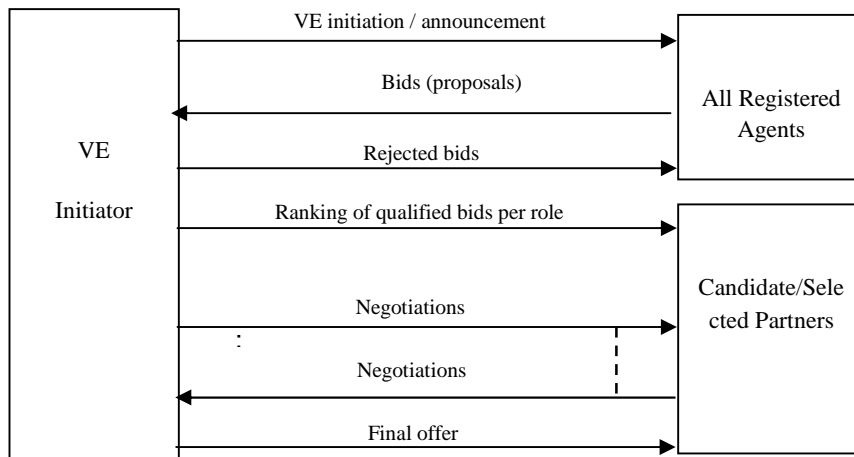 VE initiation / announcement
Bids (proposals)
All Registered
Agents
VE
Initiator
Rejected bids
Ranking of qualified bids per role
Candidate/Sele
cted Partners
Negotiations
:
Negotiations
Final offer